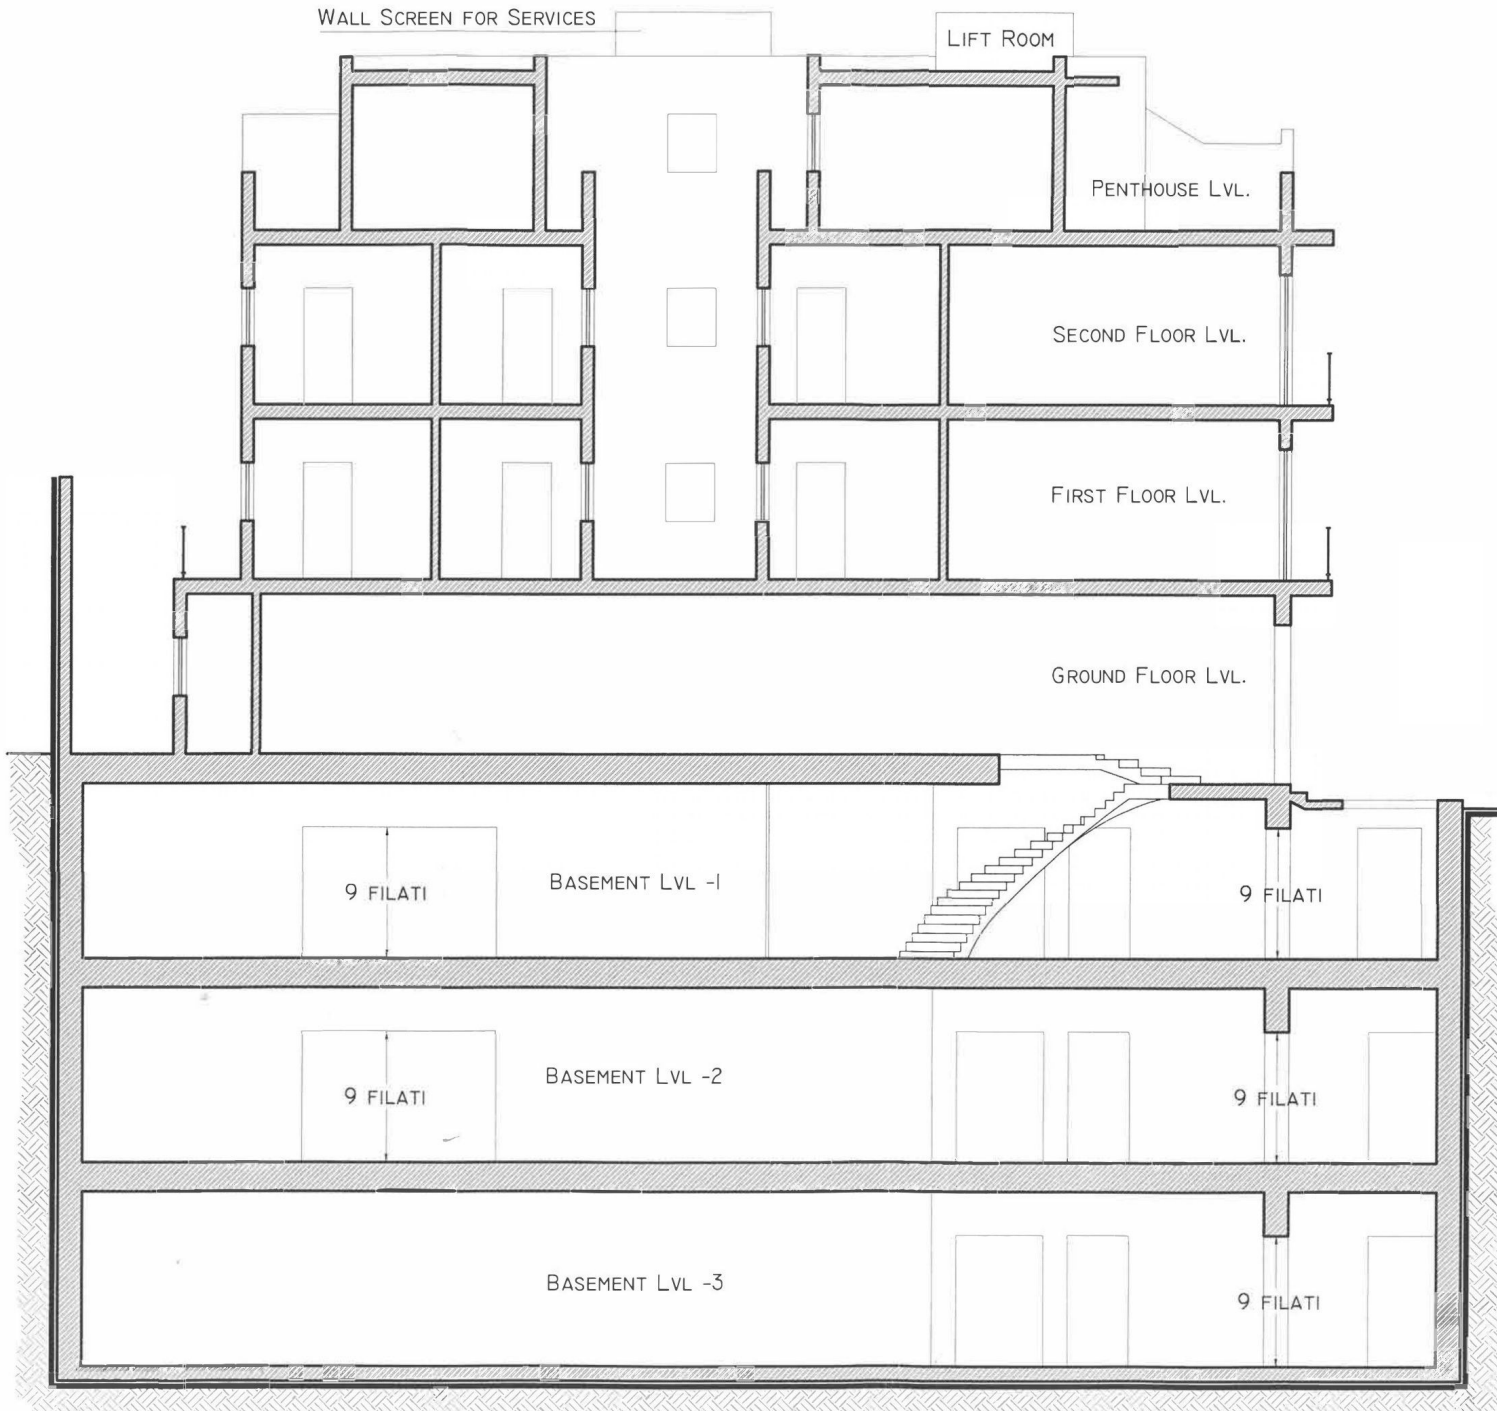 WALL SCREEN FOR SERVICES
LIFT ROOM
PENTHOUSE LVL.
SECOND FLOOR LVL.
FIRST FLOOR LVL.
GROUND FLOOR LVL.
BASEMENT LVL -1
9 FILATI
9 FILATI
BASEMENT LVL -2
9 FILATI
9 FILATI
BASEMENT LVL -3
9 FILATI